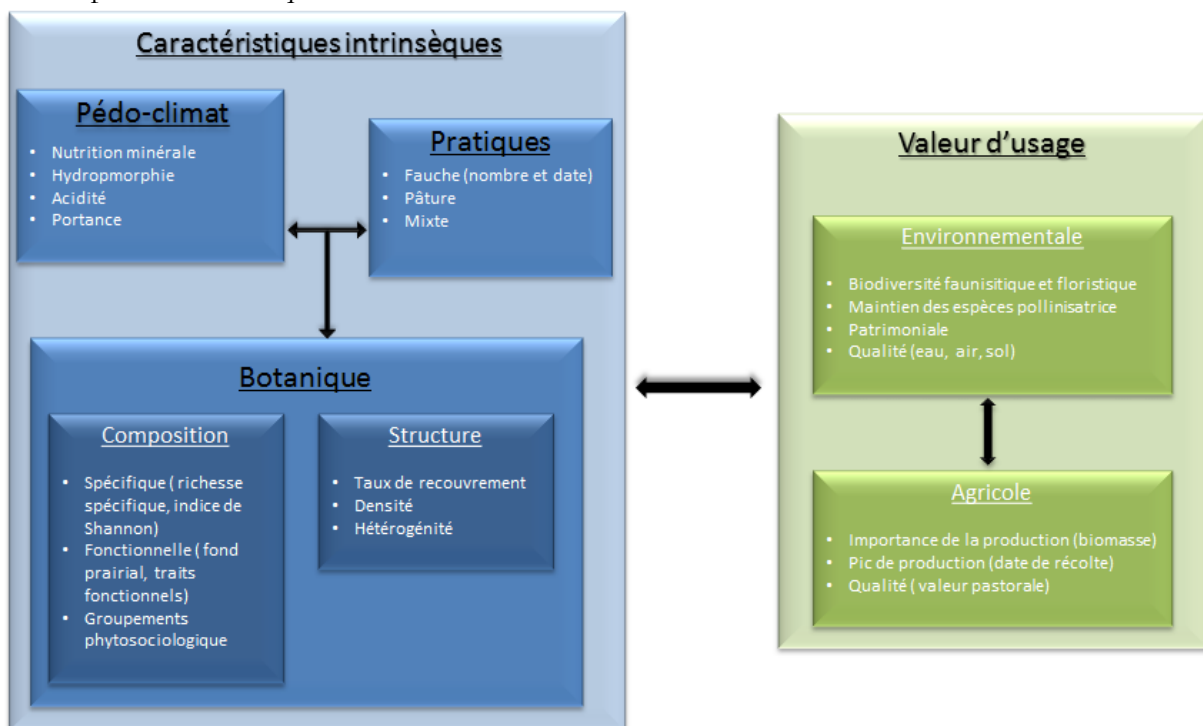 Caractéristiques intrinsèques
Pédo-climat
• Nutrition minérale
• Hydropmorphie
• Acidité
• Portance
Pratiques
• Fauche (nombre et date)
• Pâture
• Mixte
Botanique
Composition
• Spécifique ( richesse
spécifique, indice de
Shannon)
• Fonctionnelle ( fond
prairial, traits
fonctionnels)
• Groupements
phytosociologique
Structure
• Taux de recouvrement
• Densité
• Hétérogénité
Valeur d'usage
Environnementale
• Biodiversité faunisitique et floristique
• Maintien des espèces pollinisatrice
• Patrimoniale
• Qualité (eau, air, sol)
Agricole
• Importance de la production (biomasse)
• Pic de production (date de récolte)
• Qualité ( valeur pastorale)